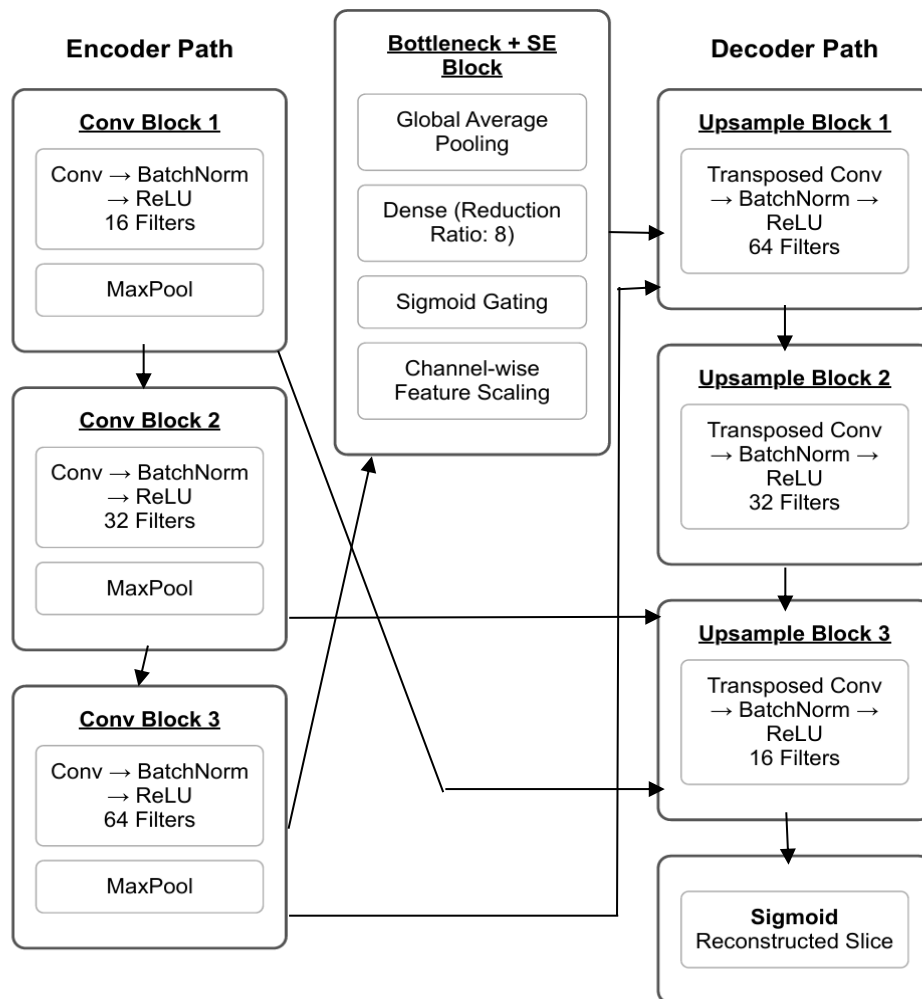 Encoder Path
Conv Block 1
Conv → BatchNorm
→ ReLU
16 Filters
MaxPool
Conv Block 2
Conv → BatchNorm
→ ReLU
32 Filters
MaxPool
Conv Block 3
Conv → BatchNorm
→ ReLU
64 Filters
MaxPool
Bottleneck + SE
Block
Global Average
Pooling
Dense (Reduction
Ratio: 8)
Sigmoid Gating
Channel-wise
Feature Scaling
Decoder Path
Upsample Block 1
Transposed Conv
→ BatchNorm →
ReLU
64 Filters
Upsample Block 2
Transposed Conv
→ BatchNorm →
ReLU
32 Filters
Upsample Block 3
Transposed Conv
→ BatchNorm →
ReLU
16 Filters
Sigmoid
Reconstructed Slice